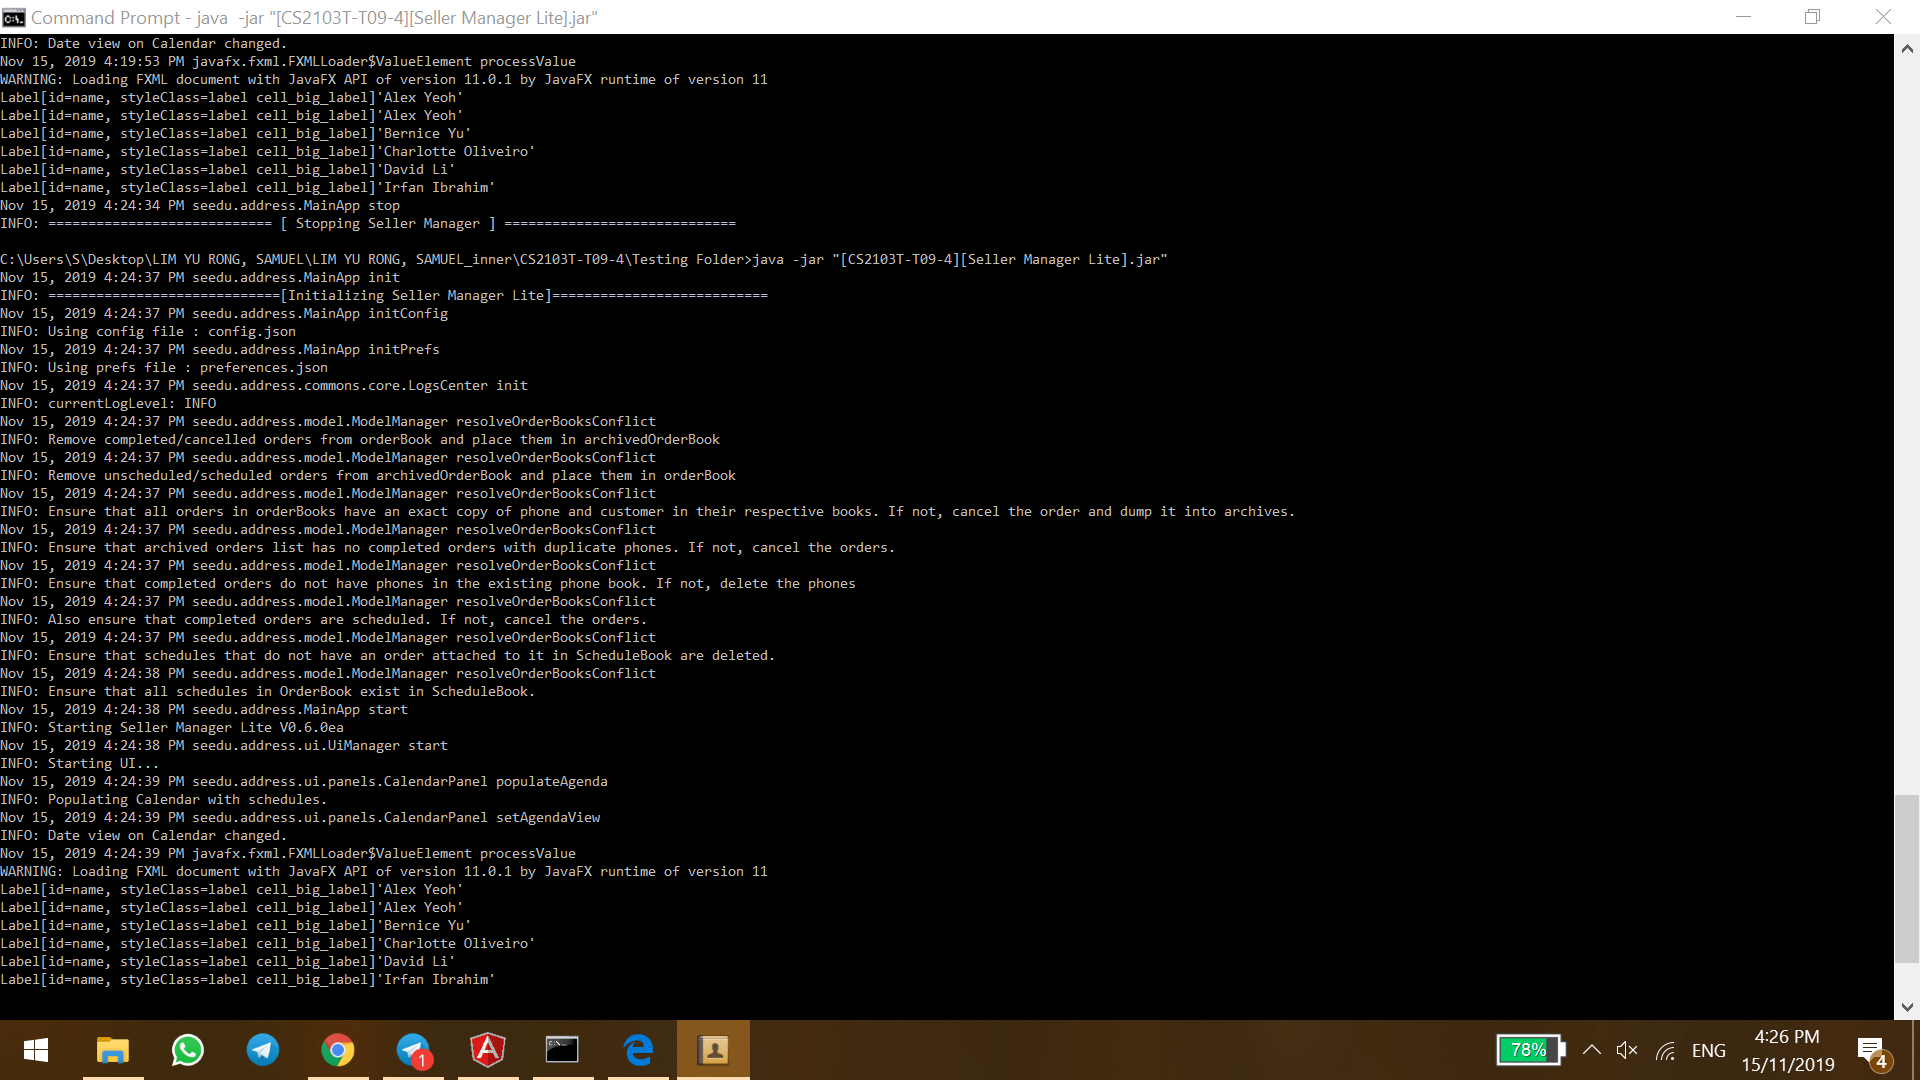 Command Prompt - java  -jar "[CS2103T-T09-4][Seller Manager Lite].jar"
INFO: Date view on Calendar changed.
Nov 15, 2019 4:19:53 PM javafx.fxml.FXMLLoader$ValueElement processValue
WARNING: Loading FXML document with JavaFX API of version 11.0.1 by JavaFX runtime of version 11
Label[id=name, styleClass=label cell_big_label]'Alex Yeoh'
Label[id=name, styleClass=label cell_big_label]'Alex Yeoh'
Label[id=name, styleClass=label cell_big_label]'Bernice Yu'
Label[id=name, styleClass=label cell_big_label]'Charlotte Oliveiro'
Label[id=name, styleClass=label cell_big_label]'David Li'
Label[id=name, styleClass=label cell_big_label]'Irfan Ibrahim'
Nov 15, 2019 4:24:34 PM seedu.address.MainApp stop
INFO: ============================ [ Stopping Seller Manager ] =============================
C:\Users\S\Desktop\LIM YU RONG, SAMUEL\LIM YU RONG, SAMUEL_inner\CS2103T-T09-4\Testing Folder>java -jar "[CS2103T-T09-4][Seller Manager Lite].jar"
Nov 15, 2019 4:24:37 PM seedu.address.MainApp init
INFO: =============================[Initializing Seller Manager Lite]===========================
Nov 15, 2019 4:24:37 PM seedu.address.MainApp initConfig
INFO: Using config file : config.json
Nov 15, 2019 4:24:37 PM seedu.address.MainApp initPrefs
INFO: Using prefs file : preferences.json
Nov 15, 2019 4:24:37 PM seedu.address.commons.core.LogsCenter init
INFO: currentLogLevel: INFO
Nov 15, 2019 4:24:37 PM seedu.address.model.ModelManager resolveOrderBooksConflict
INFO: Remove completed/cancelled orders from orderBook and place them in archivedOrderBook
Nov 15, 2019 4:24:37 PM seedu.address.model.ModelManager resolveOrderBooksConflict
INFO: Remove unscheduled/scheduled orders from archivedOrderBook and place them in orderBook
Nov 15, 2019 4:24:37 PM seedu.address.model.ModelManager resolveOrderBooksConflict
INFO: Ensure that all orders in orderBooks have an exact copy of phone and customer in their respective books. If not, cancel the order and dump it into archives.
Nov 15, 2019 4:24:37 PM seedu.address.model.ModelManager resolveOrderBooksConflict
INFO: Ensure that archived orders list has no completed orders with duplicate phones. If not, cancel the orders.
Nov 15, 2019 4:24:37 PM seedu.address.model.ModelManager resolveOrderBooksConflict
INFO: Ensure that completed orders do not have phones in the existing phone book. If not, delete the phones
Nov 15, 2019 4:24:37 PM seedu.address.model.ModelManager resolveOrderBooksConflict
INFO: Also ensure that completed orders are scheduled. If not, cancel the orders.
Nov 15, 2019 4:24:37 PM seedu.address.model.ModelManager resolveOrderBooksConflict
INFO: Ensure that schedules that do not have an order attached to it in ScheduleBook are deleted.
Nov 15, 2019 4:24:38 PM seedu.address.model.ModelManager resolveOrderBooksConflict
INFO: Ensure that all schedules in OrderBook exist in ScheduleBook.
Nov 15, 2019 4:24:38 PM seedu.address.MainApp start
INFO: Starting Seller Manager Lite V0.6.0ea
Nov 15, 2019 4:24:38 PM seedu.address.ui.UiManager start
INFO: Starting UI...
Nov 15, 2019 4:24:39 PM seedu.address.ui.panels.CalendarPanel populateAgenda
INFO: Populating Calendar with schedules.
Nov 15, 2019 4:24:39 PM seedu.address.ui.panels.CalendarPanel setAgendaView
INFO: Date view on Calendar changed.
Nov 15, 2019 4:24:39 PM javafx.fxml.FXMLLoader$ValueElement processValue
WARNING: Loading FXML document with JavaFX API of version 11.0.1 by JavaFX runtime of version 11
Label[id=name, styleClass=label cell_big_label]'Alex Yeoh'
Label[id=name, styleClass=label cell_big_label]'Alex Yeoh'
Label[id=name, styleClass=label cell_big_label]'Bernice Yu'
Label[id=name, styleClass=label cell_big_label]'Charlotte Oliveiro'
Label[id=name, styleClass=label cell_big_label]'David Li'
Label[id=name, styleClass=label cell_big_label]'Irfan Ibrahim'
1
78%
ENG
4:26 PM
15/11/2019
4